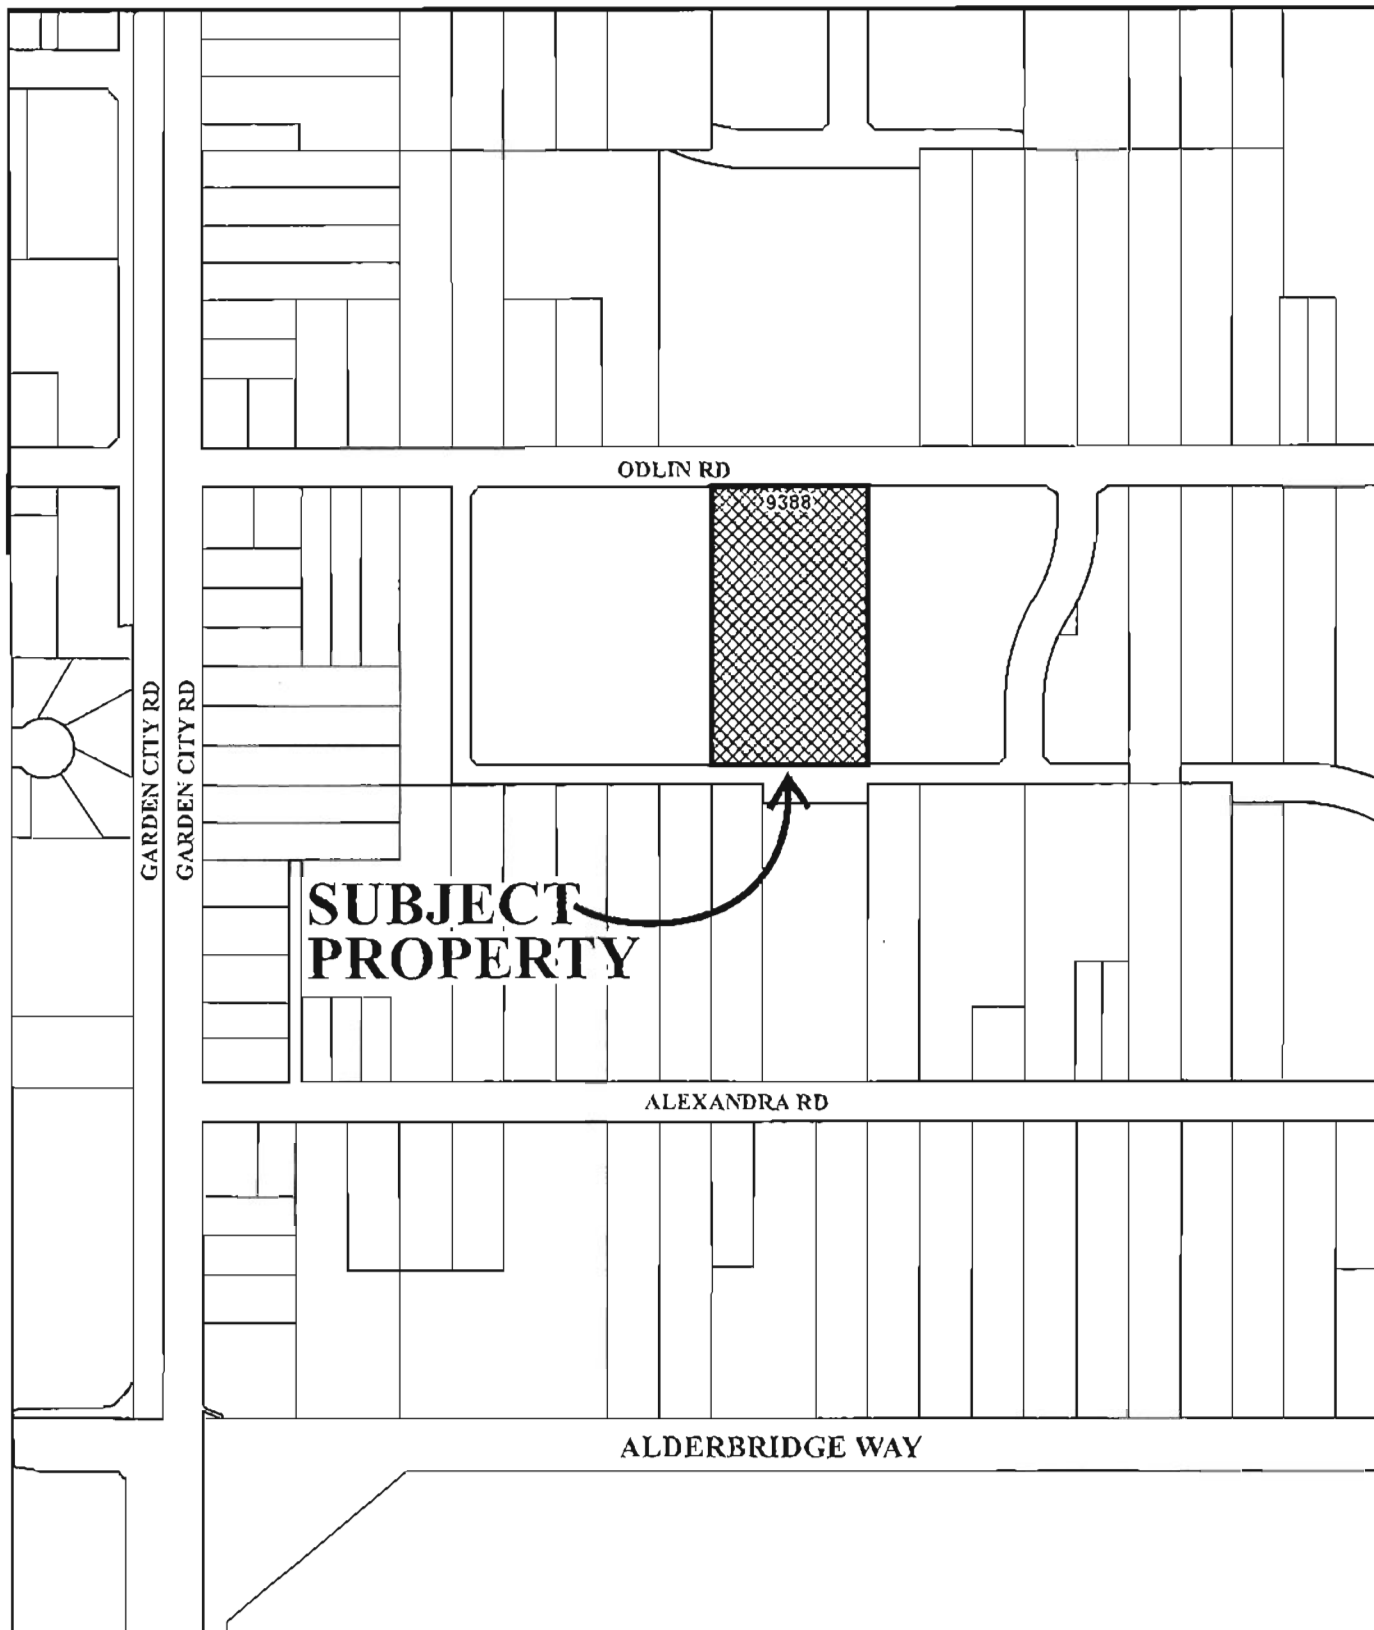 ODLIN RD
9388
GARDEN CITY RD
GARDEN CITY RD
SUBJECT
PROPERTY
ALEXANDRA RD
ALDERBRIDGE WAY